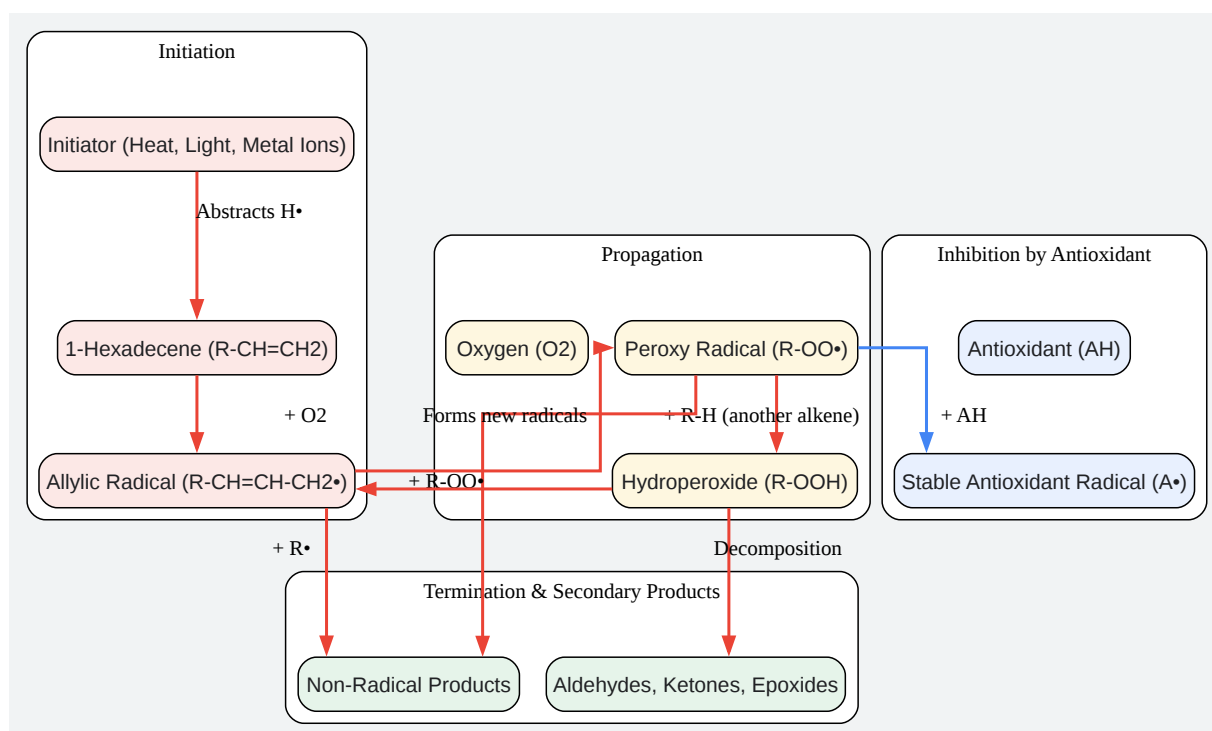 Initiation
Initiator (Heat, Light, Metal Ions)
Abstracts H•
Propagation
Inhibition by Antioxidant
1-Hexadecene (R-CH=CH2)
Oxygen (O2)
Peroxy Radical (R-OO•)
Antioxidant (AH)
+ O2
Forms new radicals
+ R-H (another alkene)
+ AH
Allylic Radical (R-CH=CH-CH2•)
+ R-OO•
Hydroperoxide (R-OOH)
Stable Antioxidant Radical (A•)
+ R•
Decomposition
Termination & Secondary Products
Non-Radical Products
Aldehydes, Ketones, Epoxides